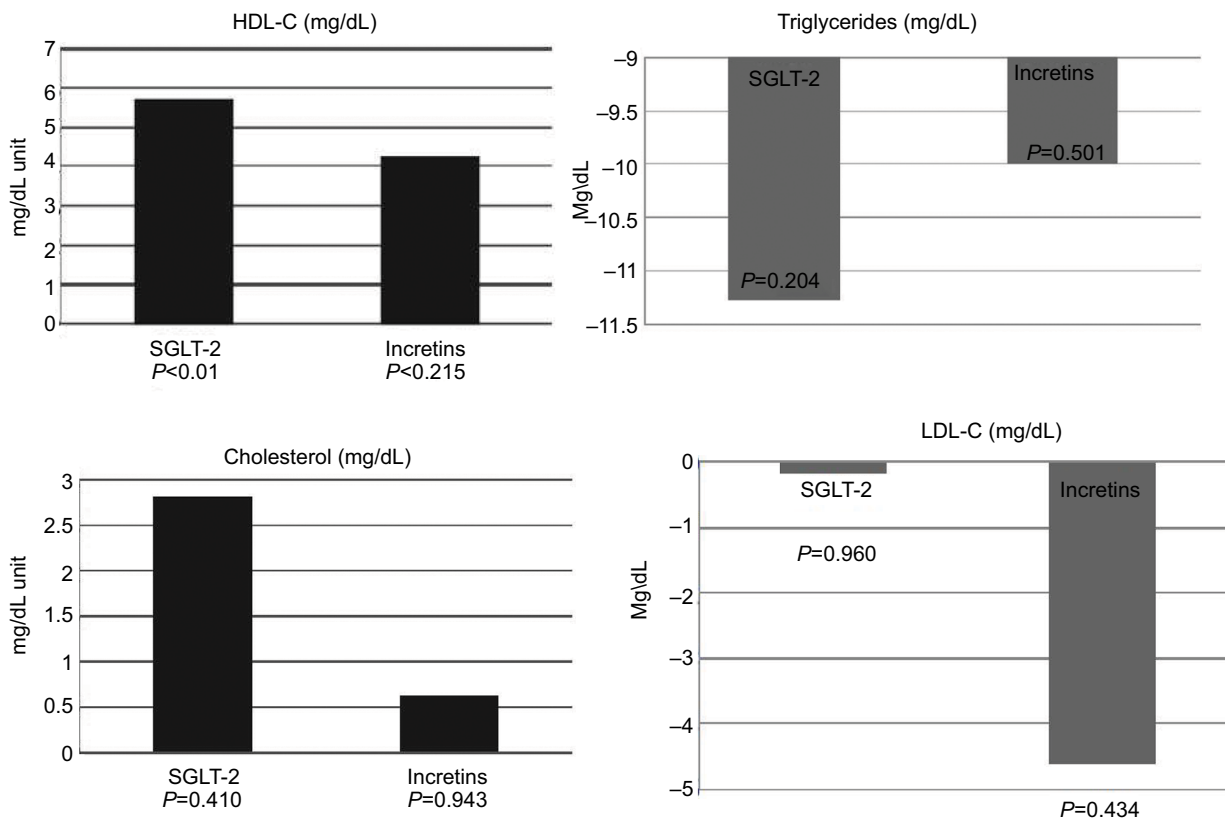 HDL-C (mg/dL)
mg/dL unit
7
6
5
4
3
2
1
0
SGLT-2
P<0.01
Incretins
P<0.215
Triglycerides (mg/dL)
Mg\dL
–9
–9.5
–10
–10.5
–11
–11.5
SGLT-2
P=0.204
Incretins
P=0.501
Cholesterol (mg/dL)
mg/dL unit
3
2.5
2
1.5
1
0.5
0
SGLT-2
P=0.410
Incretins
P=0.943
LDL-C (mg/dL)
Mg\dL
0
–1
–2
–3
–4
–5
SGLT-2
P=0.960
Incretins
P=0.434